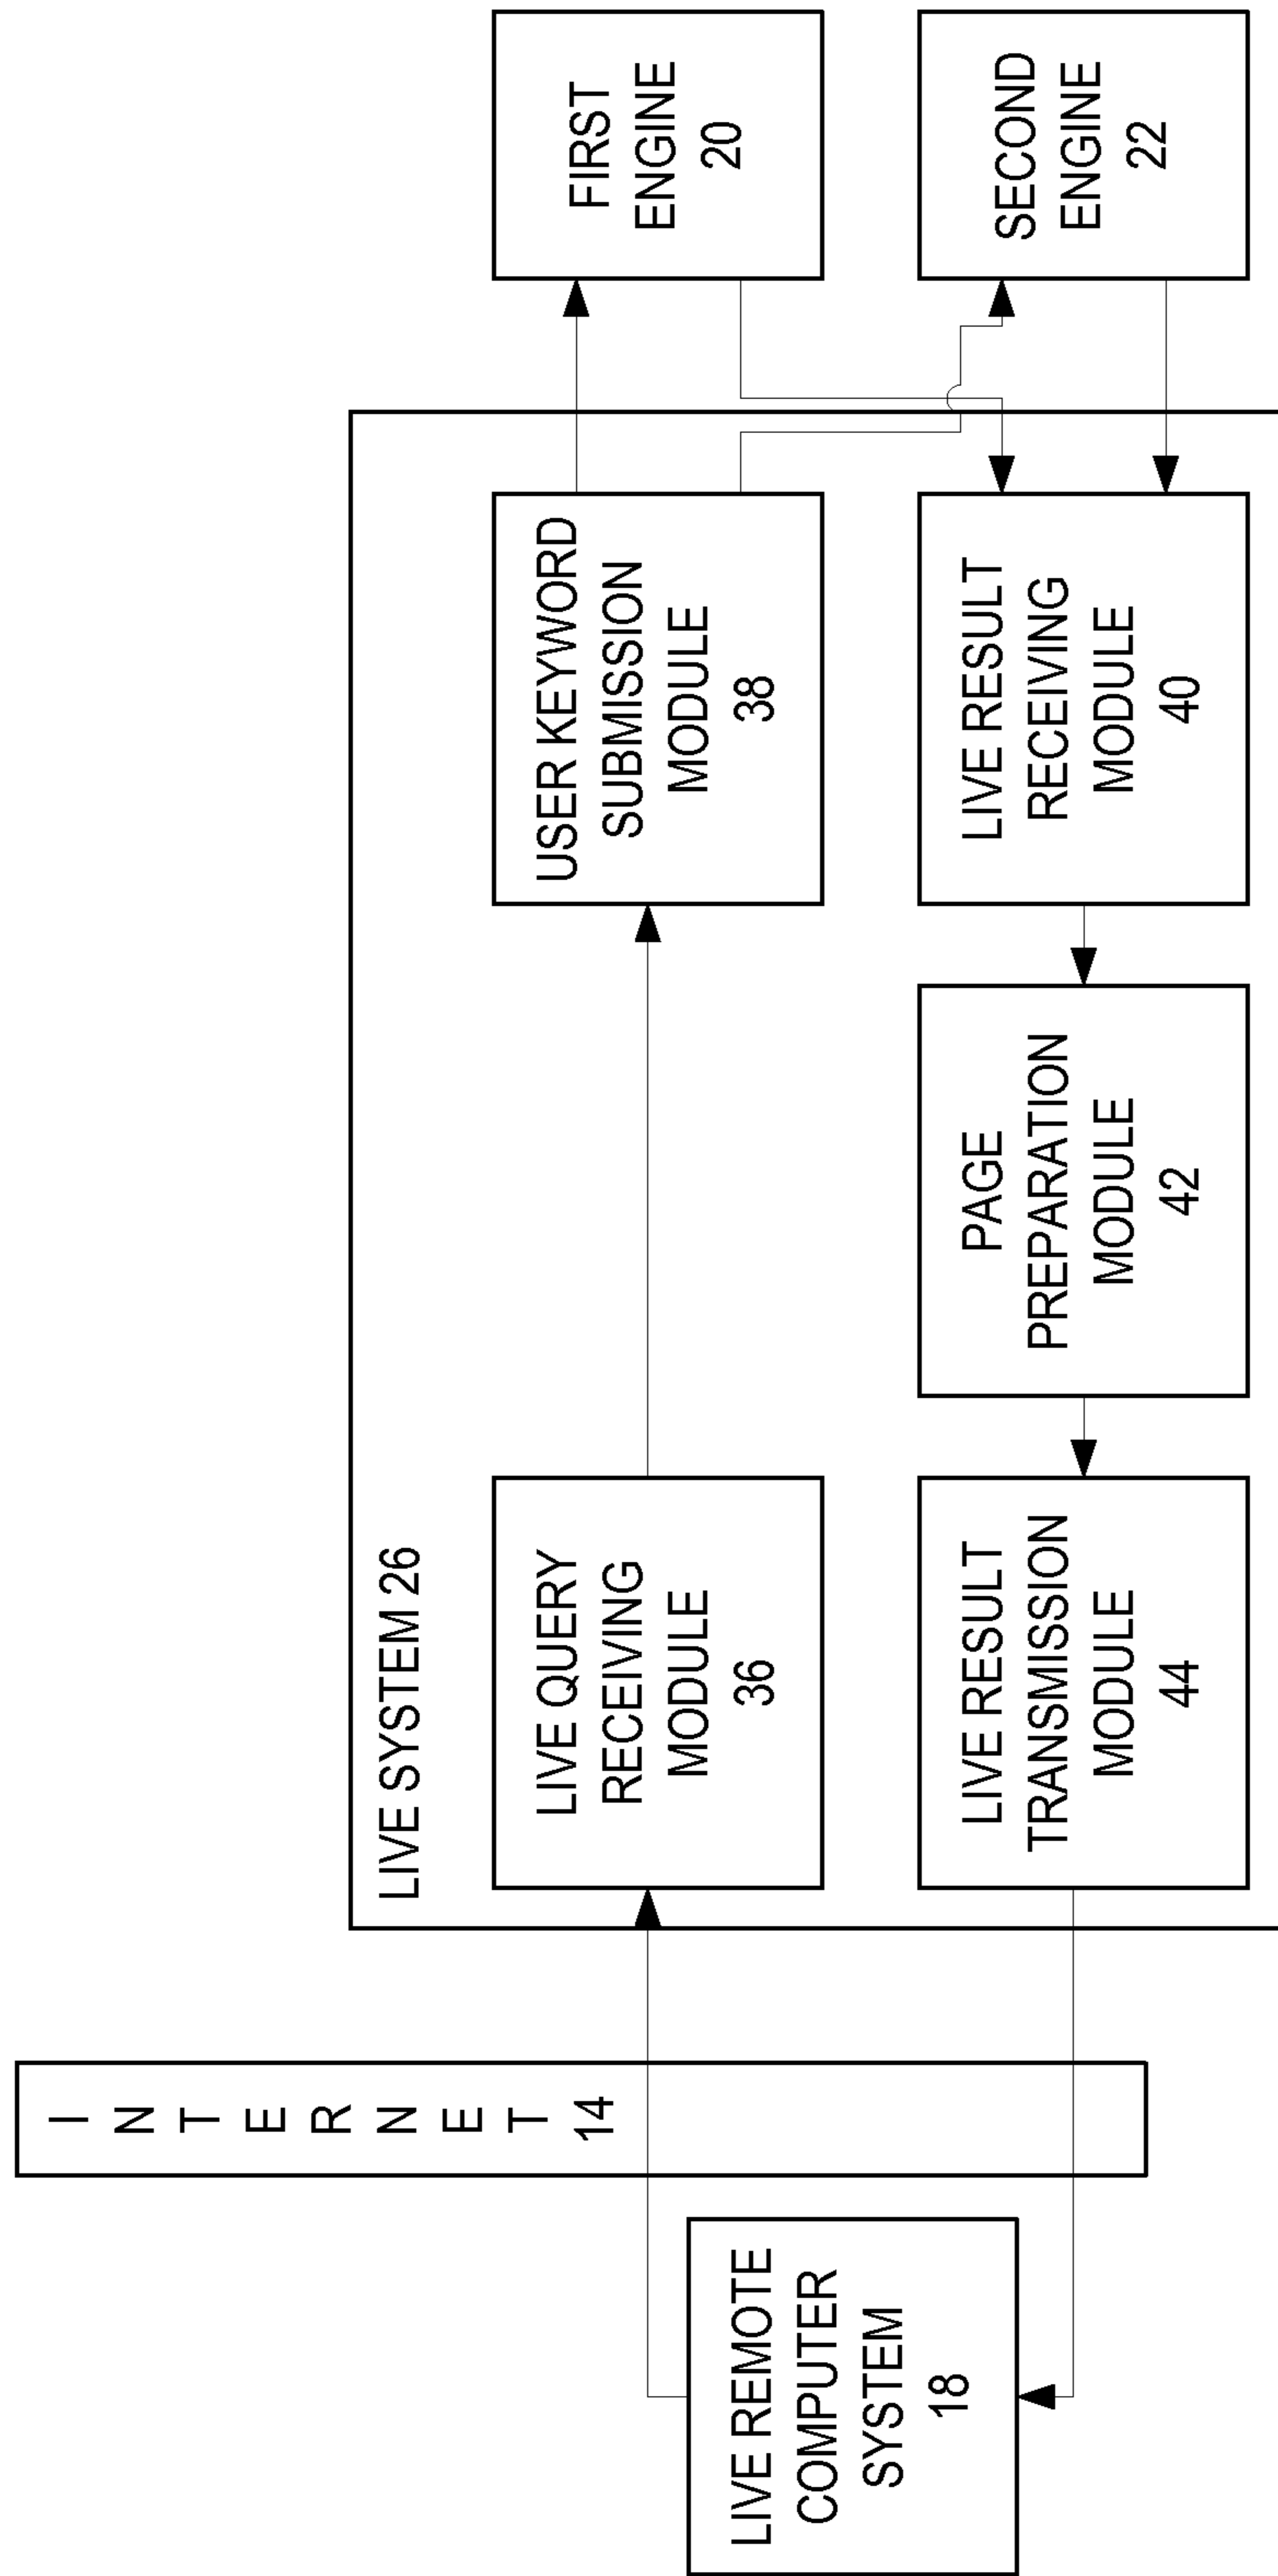 LIVE REMOTE
COMPUTER
SYSTEM
18
I
N
T
E
R
N
E
T
14
LIVE SYSTEM 26
LIVE QUERY
RECEIVING
MODULE
36
USER KEYWORD
SUBMISSION
MODULE
38
FIRST
ENGINE
20
LIVE RESULT
TRANSMISSION
MODULE
44
PAGE
PREPARATION
MODULE
42
LIVE RESULT
RECEIVING
MODULE
40
SECOND
ENGINE
22